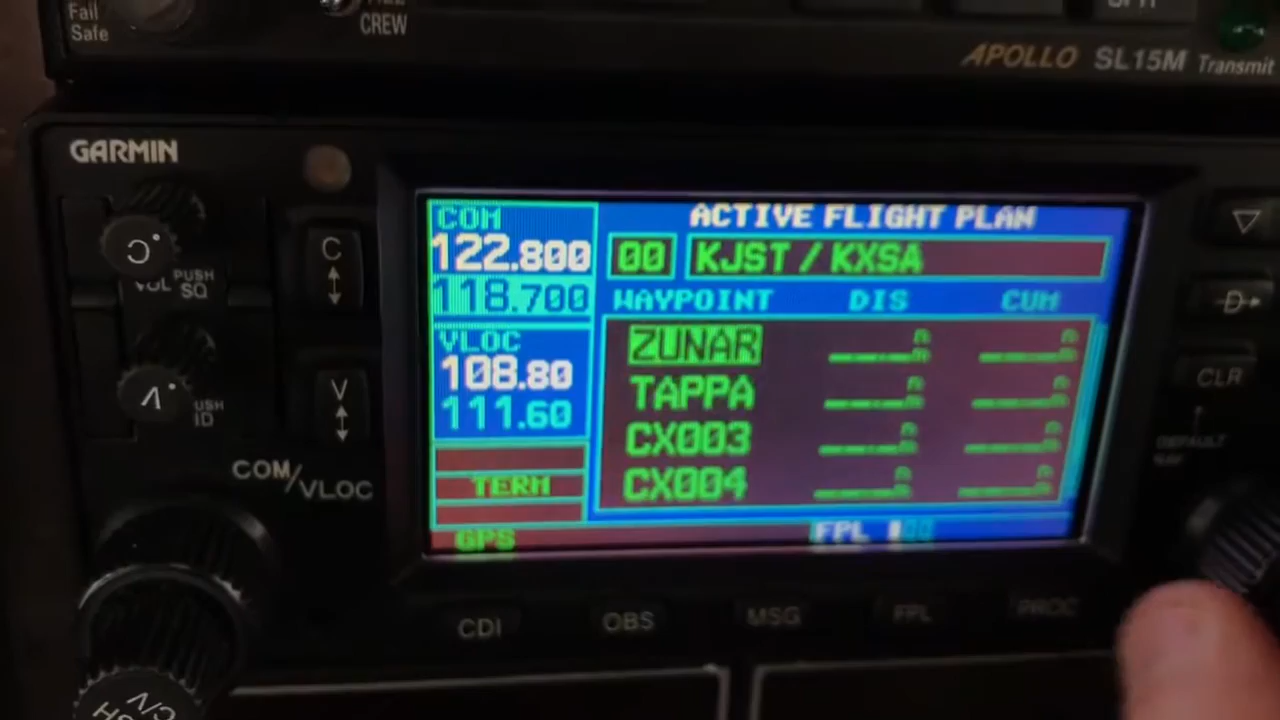 Fail
Safe
CREW
APOLLO SL15M Transmit
GARMIN
C
PUSH
SQ
V
COM/VLOC
COM
122.800
118.700
VLOC
108.80
111.60
TERM
GPS
ACTIVE FLIGHT PLAN
00 KJST / KXSA
WAYPOINT DIS CUM
ZUNAR
TAPPA
CX003
CX004
FPL
D
CLR
DEFAULT
CDI OBS MSG FPL PROC
C/V